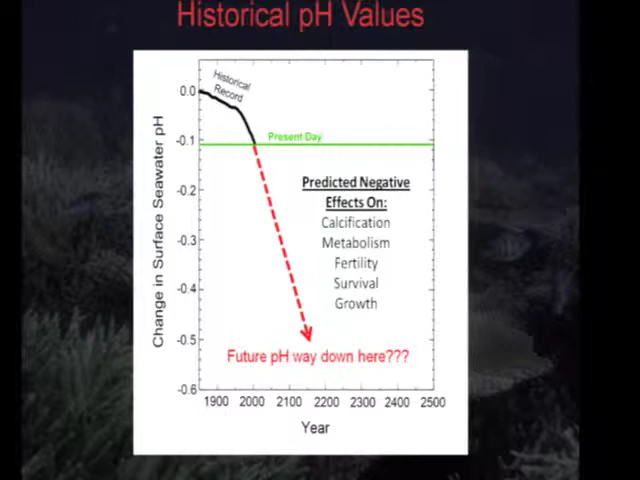 Historical pH Values
Historical
Record
0.0
-0.1
-0.2
-0.3
-0.4
-0.5
-0.6
Change in Surface Seawater pH
Present Day
Predicted Negative
Effects On:
Calcification
Metabolism
Fertility
Survival
Growth
Future pH way down here???
1900 2000 2100 2200 2300 2400 2500
Year